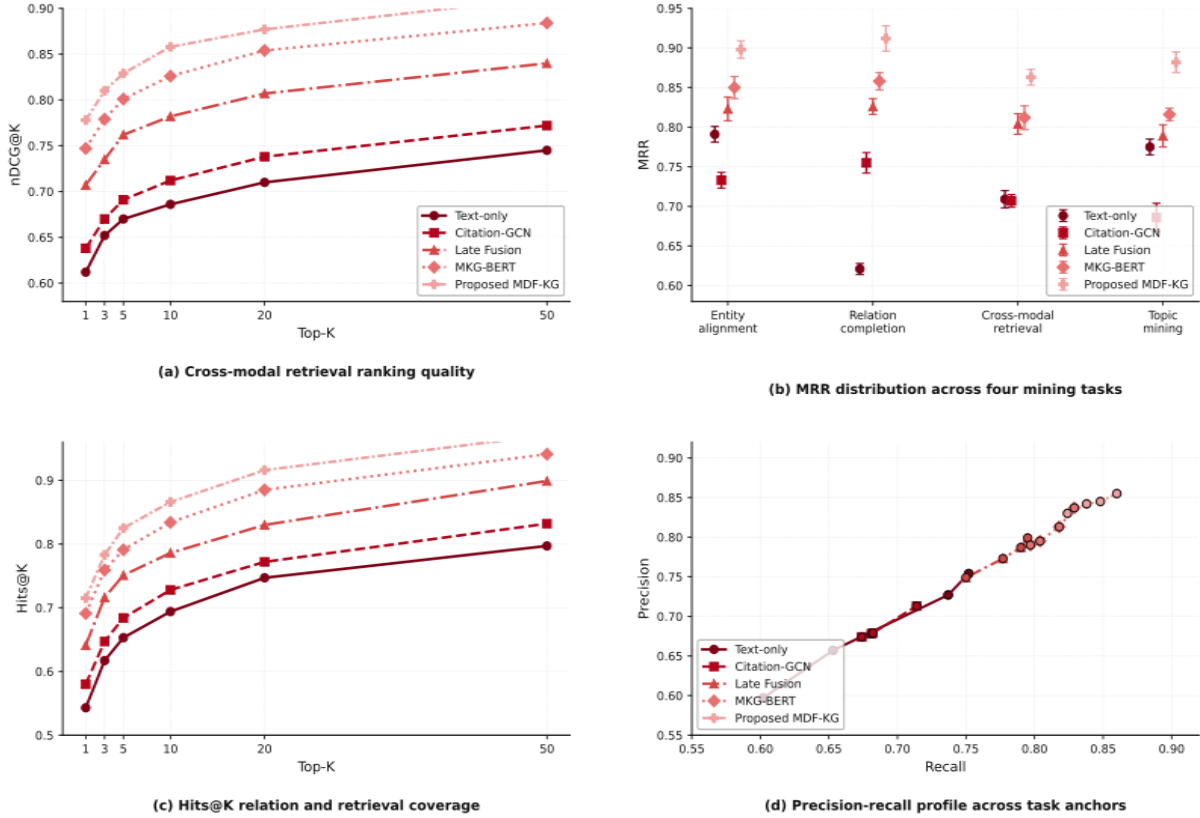 0.90
0.85
0.80
0.75
0.70
0.65
0.60
nDCG@K
Text-only
Citation-GCN
Late Fusion
MKG-BERT
Proposed MDF-KG
1 3 5 10 20 50
Top-K
(a) Cross-modal retrieval ranking quality
0.95
0.90
0.85
0.80
0.75
0.70
0.65
0.60
MRR
Text-only
Citation-GCN
Late Fusion
MKG-BERT
Proposed MDF-KG
Entity
alignment
Relation
completion
Cross-modal
retrieval
Topic
mining
(b) MRR distribution across four mining tasks
0.9
0.8
0.7
0.6
0.5
Hits@K
1 3 5 10 20 50
Top-K
(c) Hits@K relation and retrieval coverage
0.90
0.85
0.80
0.75
0.70
0.65
0.60
0.55
Precision
Text-only
Citation-GCN
Late Fusion
MKG-BERT
Proposed MDF-KG
0.55 0.60 0.65 0.70 0.75 0.80 0.85 0.90
Recall
(d) Precision-recall profile across task anchors